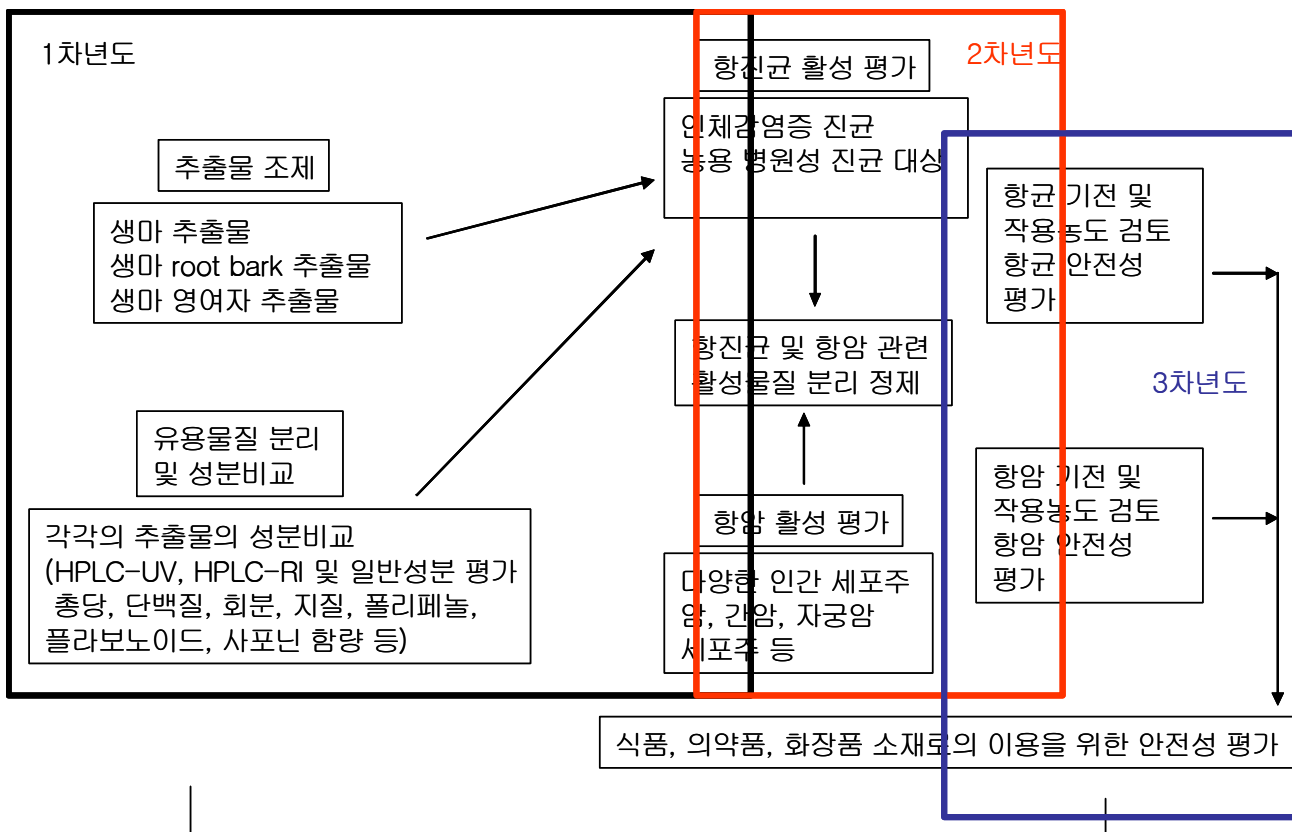 1차년도
추출물 조제
생마 추출물
생마 root bark 추출물
생마 영여자 추출물
유용물질 분리
및 성분비교
각각의 추출물의 성분비교
(HPLC-UV, HPLC-RI 및 일반성분 평가
총당, 단백질, 회분, 지질, 폴리페놀,
플라보노이드, 사포닌 함량 등)
2차년도
항진균 활성 평가
인체감염증 진균
농용 병원성 진균 대상
항진균 및 항암 관련
활성물질 분리 정제
항암 활성 평가
다양한 인간 세포주
암, 간암, 자궁암
세포주 등
항균 기전 및
작용농도 검토
항균 안전성
평가
3차년도
항암 기전 및
작용농도 검토
항암 안전성
평가
식품, 의약품, 화장품 소재로의 이용을 위한 안전성 평가